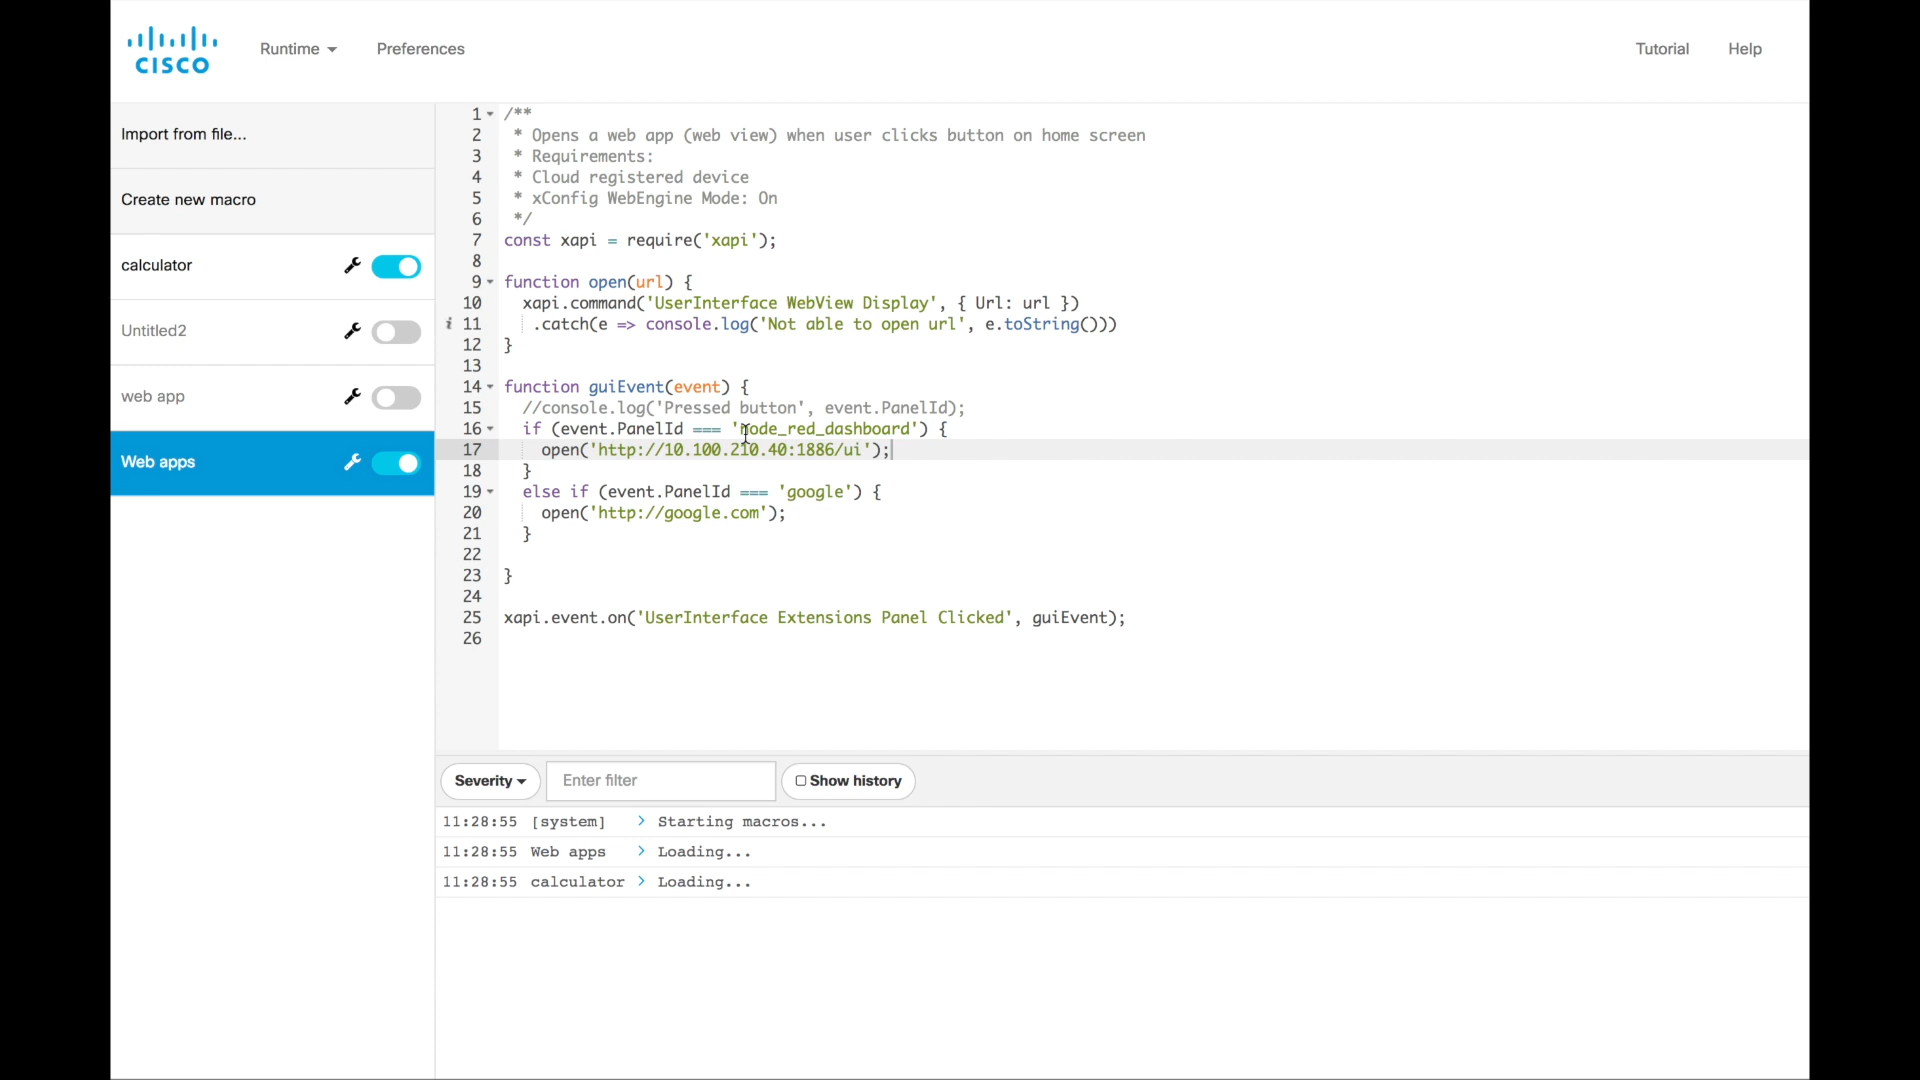 CISCO
Runtime
Preferences
Tutorial
Help
Import from file...
Create new macro
calculator
Untitled2
web app
Web apps
1 /**
2  * Opens a web app (web view) when user clicks button on home screen
3  * Requirements:
4  * Cloud registered device
5  * xConfig WebEngine Mode: On
6  */
7 const xapi = require('xapi');
8
9 function open(url) {
10   xapi.command('UserInterface WebView Display', { Url: url })
i 11    .catch(e => console.log('Not able to open url', e.toString()))
12 }
13
14 function guiEvent(event) {
15   //console.log('Pressed button', event.PanelId);
16   if (event.PanelId === 'node_red_dashboard') {
17     open('http://10.100.210.40:1886/ui');
18   }
19   else if (event.PanelId === 'google') {
20     open('http://google.com');
21   }
22
23 }
24
25 xapi.event.on('UserInterface Extensions Panel Clicked', guiEvent);
26
Severity
Enter filter
Show history
11:28:55 [system] > Starting macros...
11:28:55 Web apps > Loading...
11:28:55 calculator > Loading...